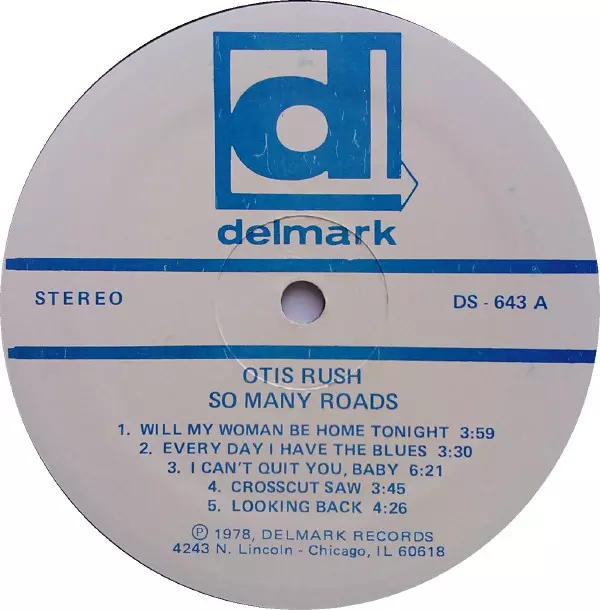 delmark
STEREO
DS - 643 A
OTIS RUSH
SO MANY ROADS
1. WILL MY WOMAN BE HOME TONIGHT 3:59
2. EVERY DAY I HAVE THE BLUES 3:30
3. I CAN'T QUIT YOU, BABY 6:21
4. CROSSCUT SAW 3:45
5. LOOKING BACK 4:26
℗ 1978, DELMARK RECORDS
4243 N. Lincoln - Chicago, IL 60618